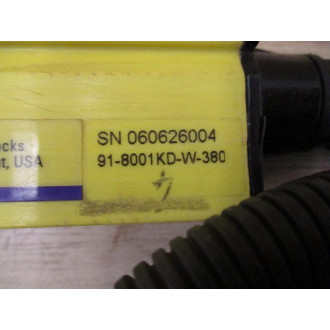 ocks
t, USA
SN 060626004
91-8001KD-W-380